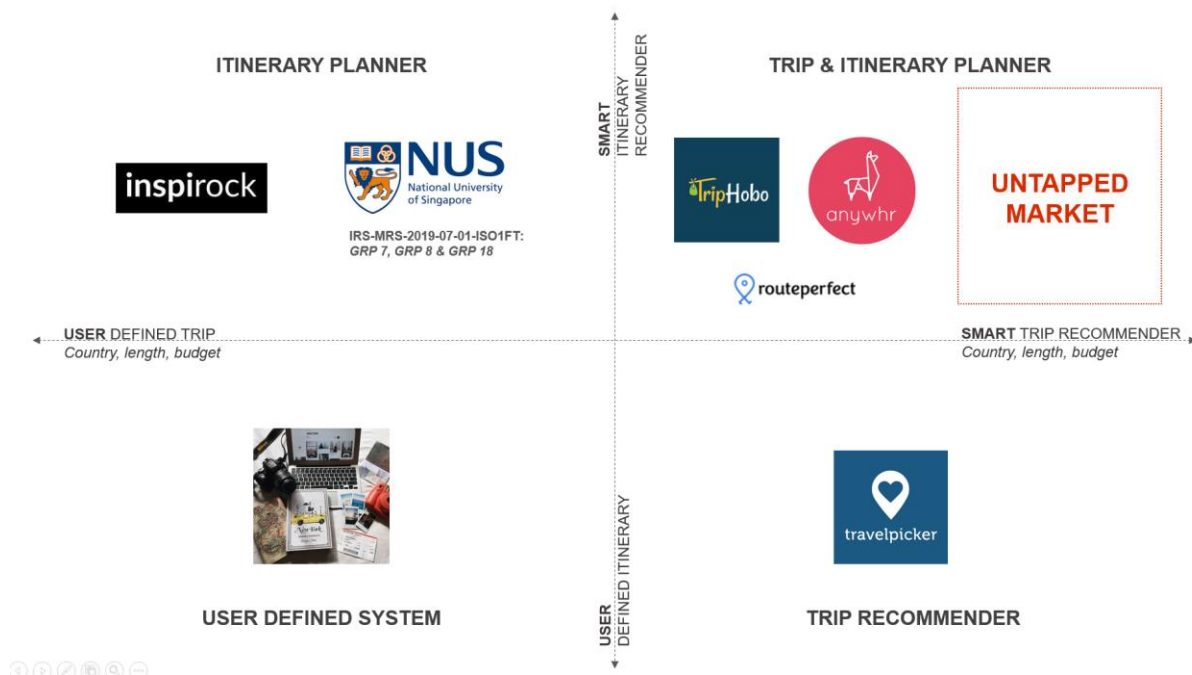 ITINERARY PLANNER
TRIP & ITINERARY PLANNER
SMART
ITINERARY
RECOMMENDER
inspirock
NUS
National University
of Singapore
IRS-MRS-2019-07-01-ISO1FT:
GRP 7, GRP 8 & GRP 18
TripHobo
anywhr
UNTAPPED
MARKET
routeperfect
USER DEFINED TRIP
Country, length, budget
SMART TRIP RECOMMENDER
Country, length, budget
New York
travelpicker
USER
DEFINED ITINERARY
USER DEFINED SYSTEM
TRIP RECOMMENDER